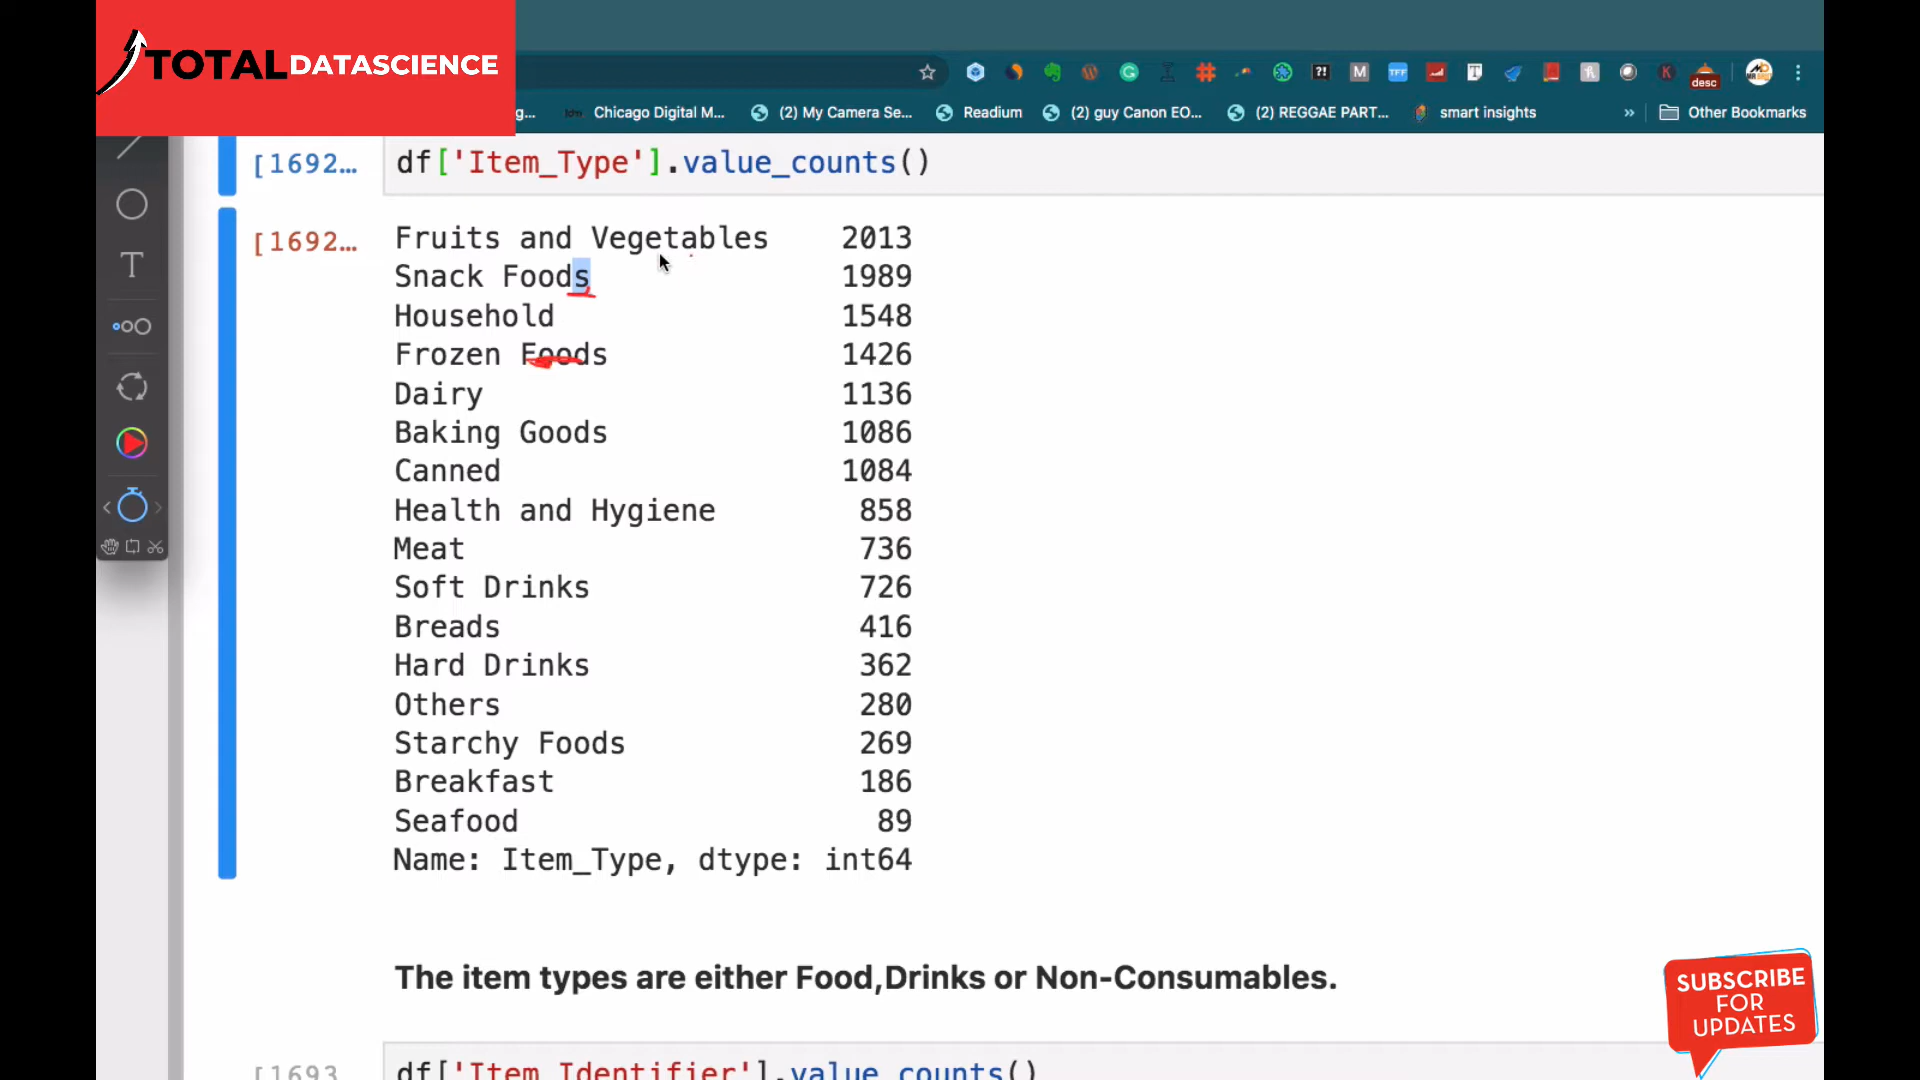 TOTALDATASCIENCE
?!
M
TFF
T
K
desc
g...
Chicago Digital M...
(2) My Camera Se...
Readium
(2) guy Canon EO...
(2) REGGAE PART...
smart insights
»
Other Bookmarks
[1692...
df['Item_Type'].value_counts()
[1692...
Fruits and Vegetables 2013
Snack Foods 1989
Household 1548
Frozen Foods 1426
Dairy 1136
Baking Goods 1086
Canned 1084
Health and Hygiene 858
Meat 736
Soft Drinks 726
Breads 416
Hard Drinks 362
Others 280
Starchy Foods 269
Breakfast 186
Seafood 89
Name: Item_Type, dtype: int64
The item types are either Food,Drinks or Non-Consumables.
[1693
df['Item_Identifier'].value_counts()
T
SUBSCRIBE
FOR
UPDATES